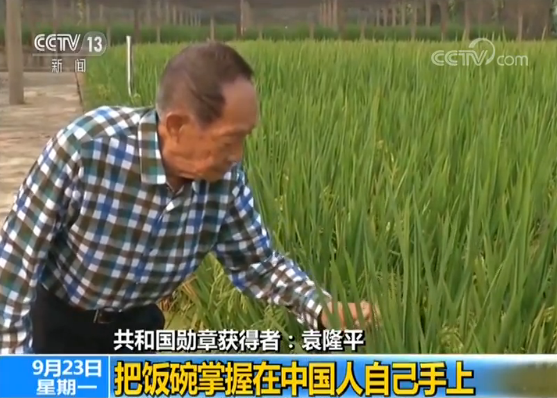 CCTV 13
新闻
CCTV.com
共和国勋章获得者：袁隆平
9月23日
星期一
把饭碗掌握在中国人自己手上